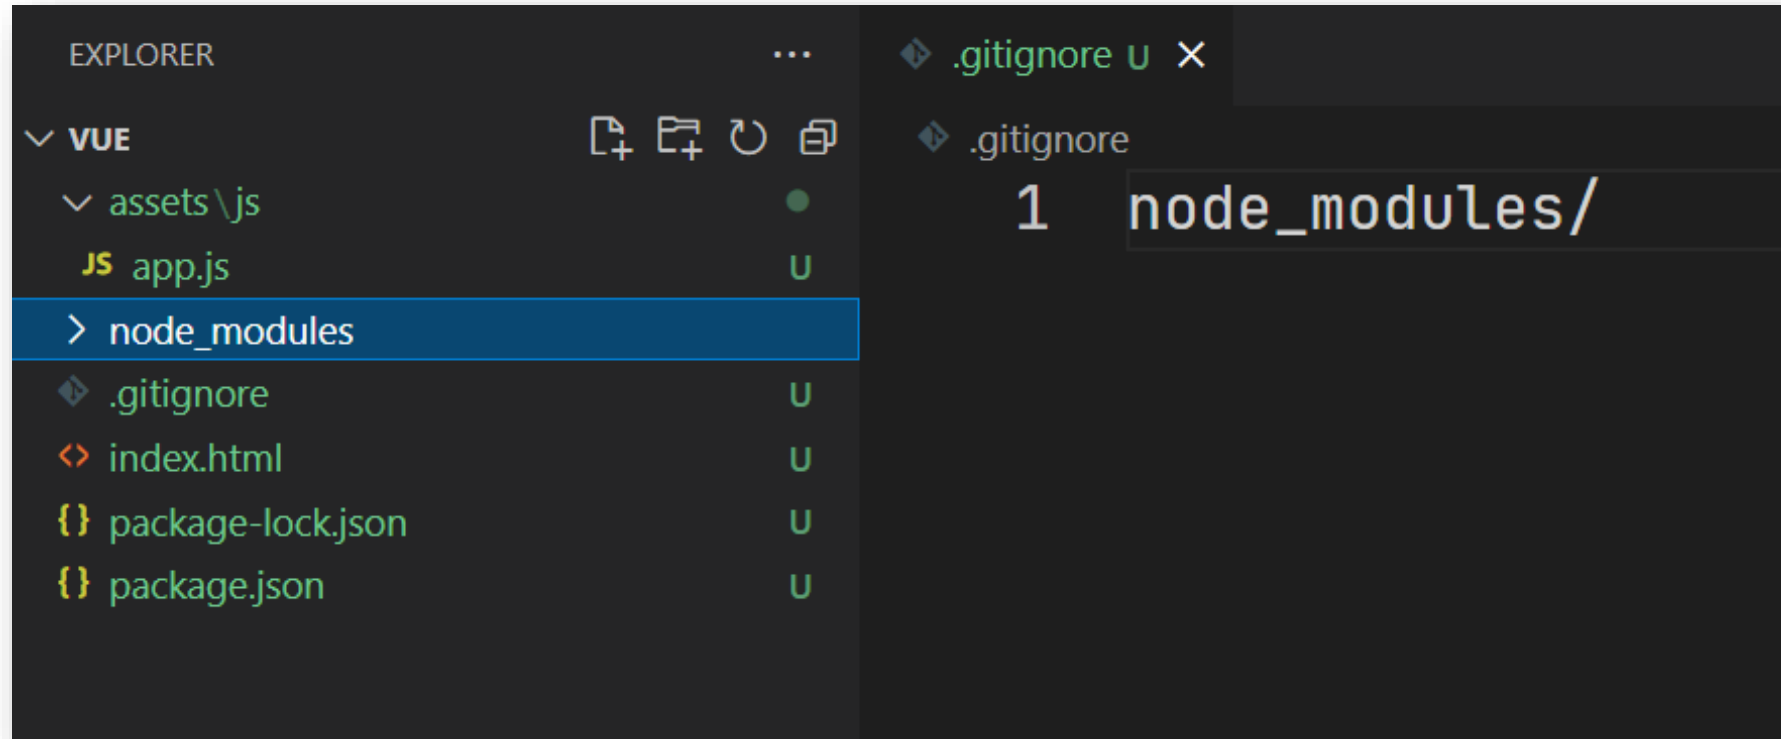 EXPLORER
VUE
assets\js
JS app.js U
node_modules
.gitignore U
index.html U
package-lock.json U
package.json U
.gitignore U
.gitignore
1 node_modules/